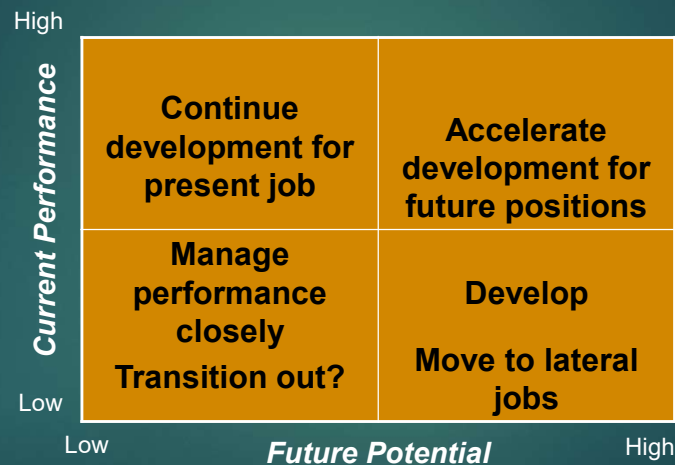 High
Current Performance
Continue
development for
present job
Accelerate
development for
future positions
Manage
performance
closely
Transition out?
Develop
Move to lateral
jobs
Low
Low
Future Potential
High